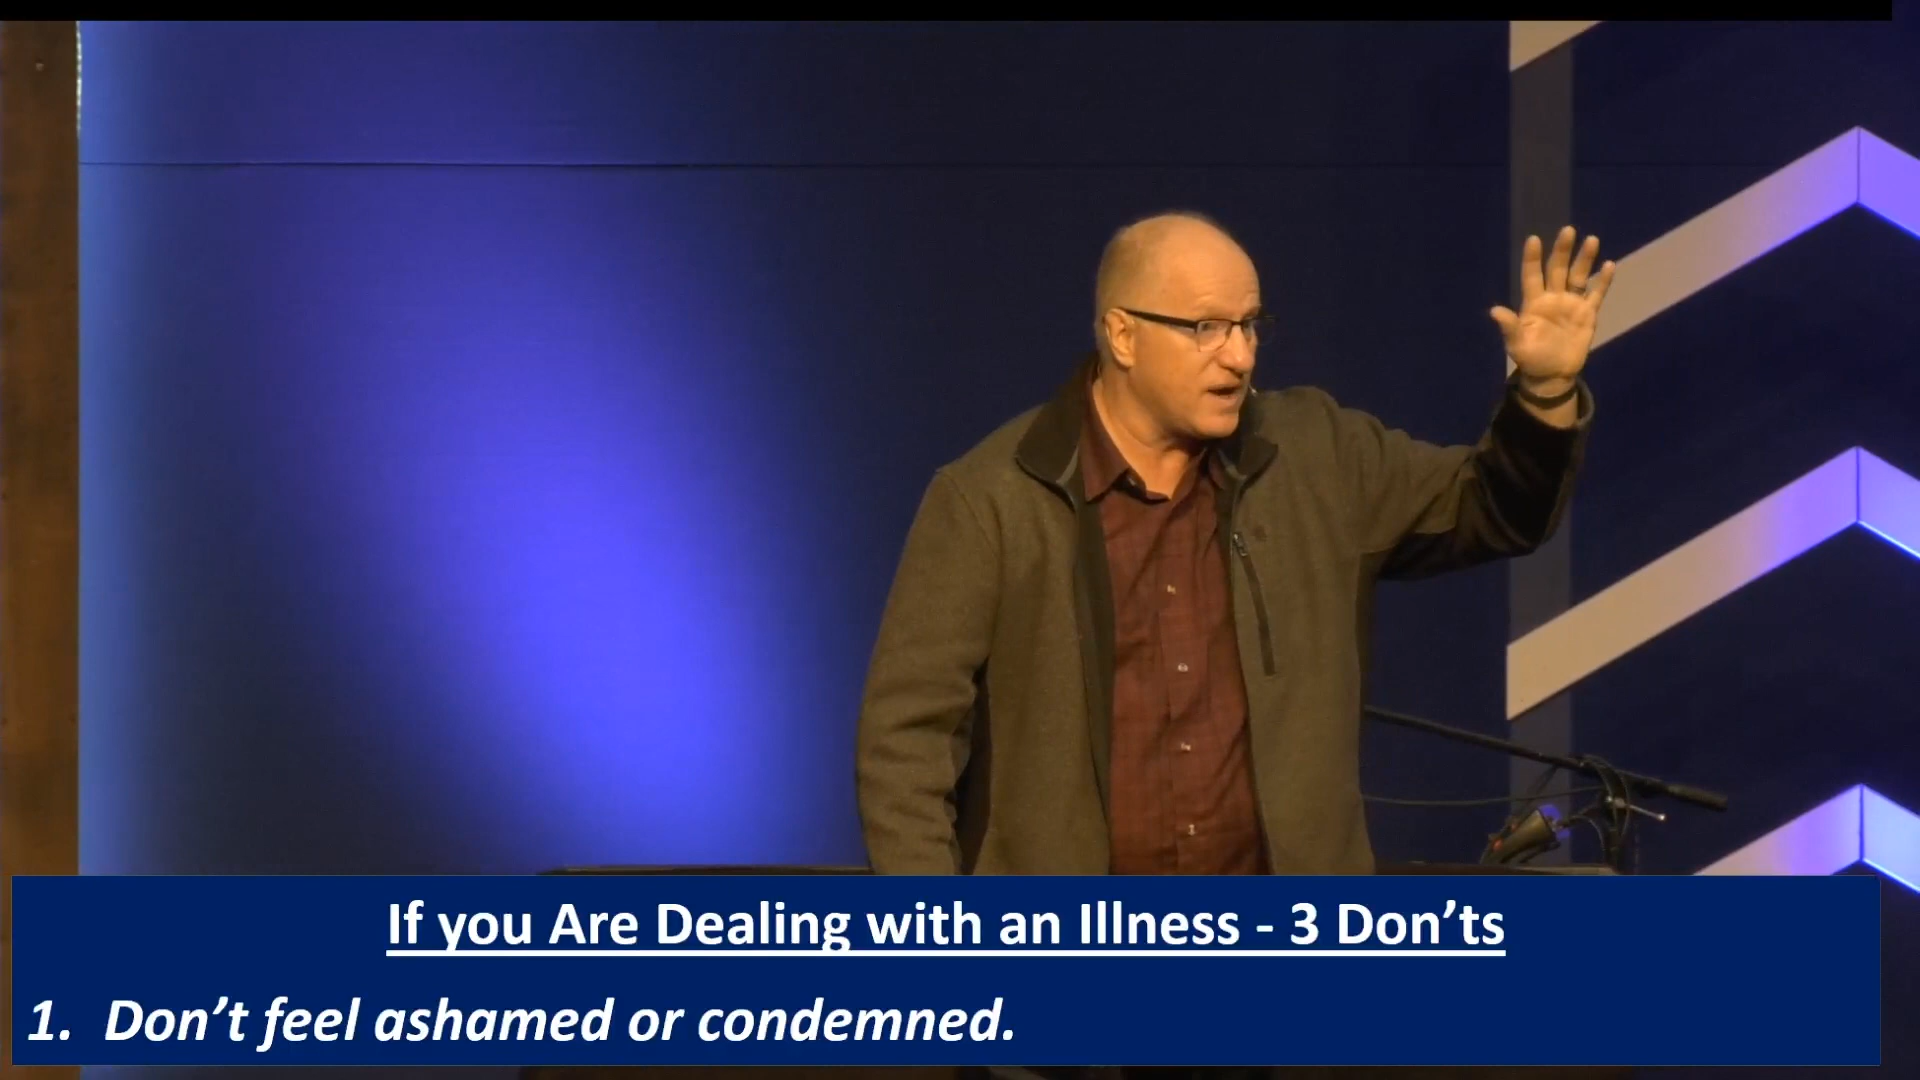 If you Are Dealing with an Illness - 3 Don’ts
1. Don’t feel ashamed or condemned.